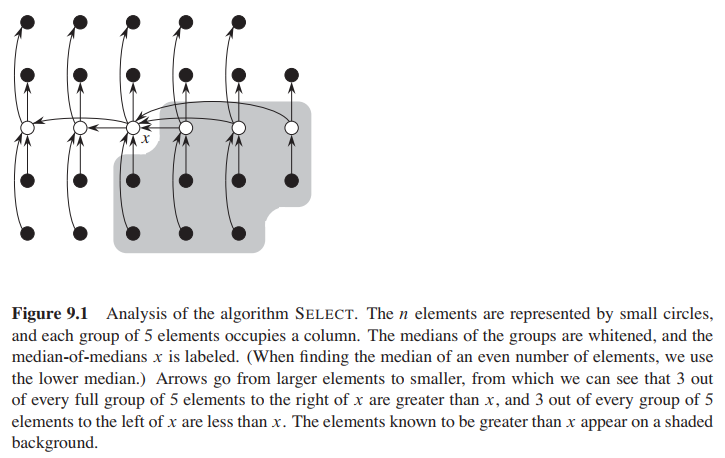 x
Figure 9.1 Analysis of the algorithm SELECT. The n elements are represented by small circles,
and each group of 5 elements occupies a column. The medians of the groups are whitened, and the
median-of-medians x is labeled. (When finding the median of an even number of elements, we use
the lower median.) Arrows go from larger elements to smaller, from which we can see that 3 out
of every full group of 5 elements to the right of x are greater than x, and 3 out of every group of 5
elements to the left of x are less than x. The elements known to be greater than x appear on a shaded
background.